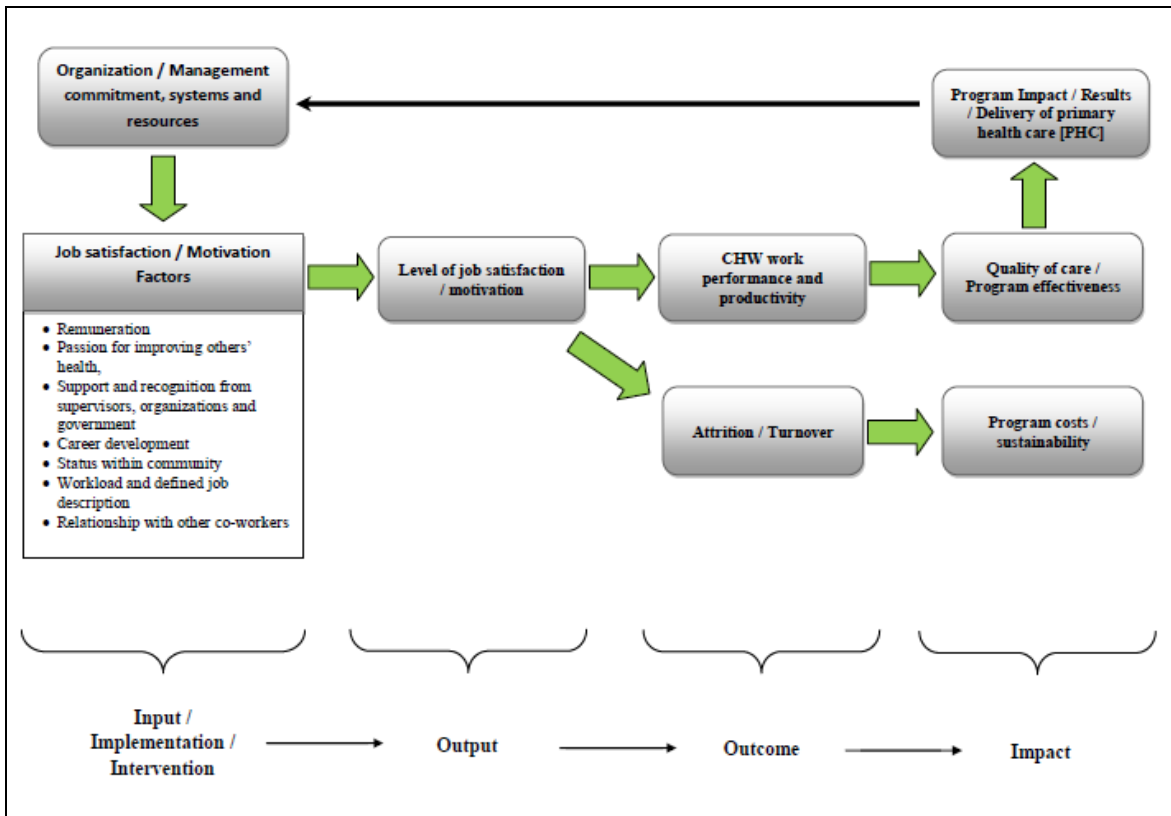 Organization / Management
commitment, systems and
resources
Program Impact / Results
/ Delivery of primary
health care [PHC]
Job satisfaction / Motivation
Factors
• Remuneration
• Passion for improving others’
health,
• Support and recognition from
supervisors, organizations and
government
• Career development
• Status within community
• Workload and defined job
description
• Relationship with other co-workers
Level of job satisfaction
/ motivation
CHW work
performance and
productivity
Quality of care /
Program effectiveness
Attrition / Turnover
Program costs /
sustainability
Input /
Implementation /
Intervention
Output
Outcome
Impact